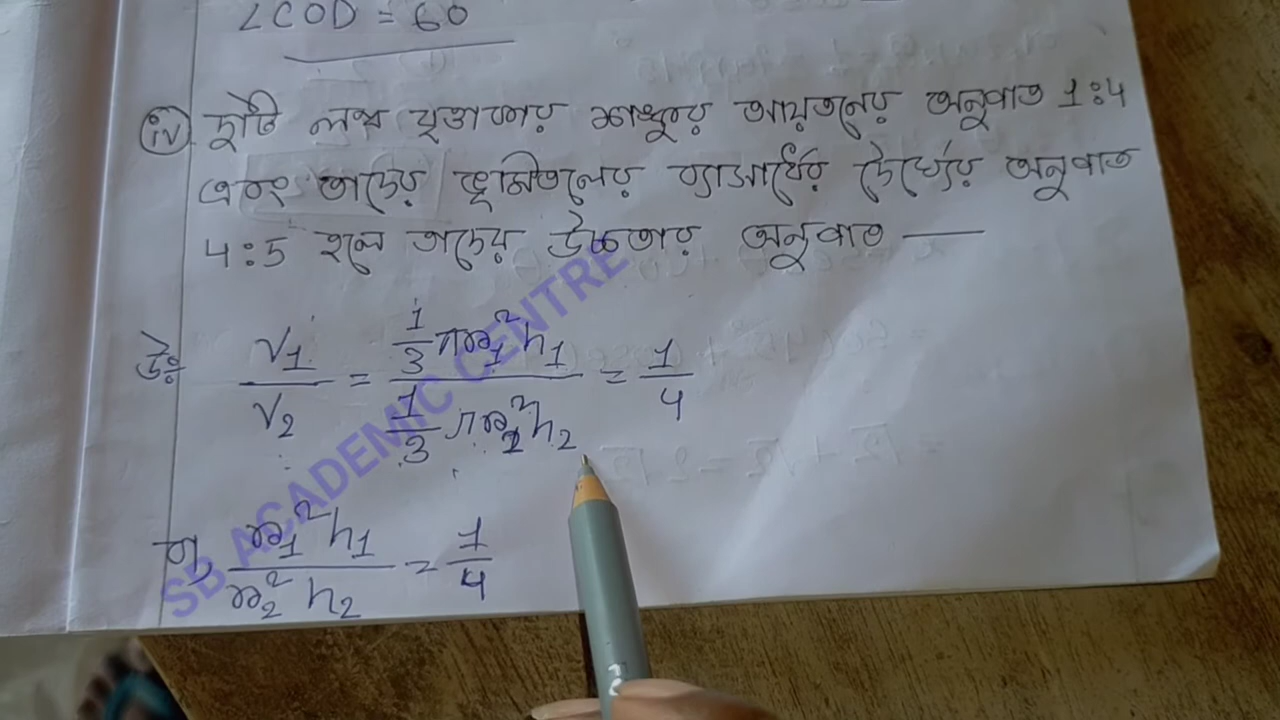 ∠COD = 60
(iv) দুটি লম্ব বৃত্তাকার শঙ্কুর আয়তনের অনুপাত 1:4
এবং তাদের ভূমিতলের ব্যাসার্ধের দৈর্ঘ্যের অনুপাত
4:5 হলে তাদের উচ্চতার অনুপাত —
উঃ V₁/V₂ = (1/3 πr₁²h₁)/(1/3 πr₂²h₂) = 1/4
বা, r₁²h₁/r₂²h₂ = 1/4
SB ACADEMIC CENTRE